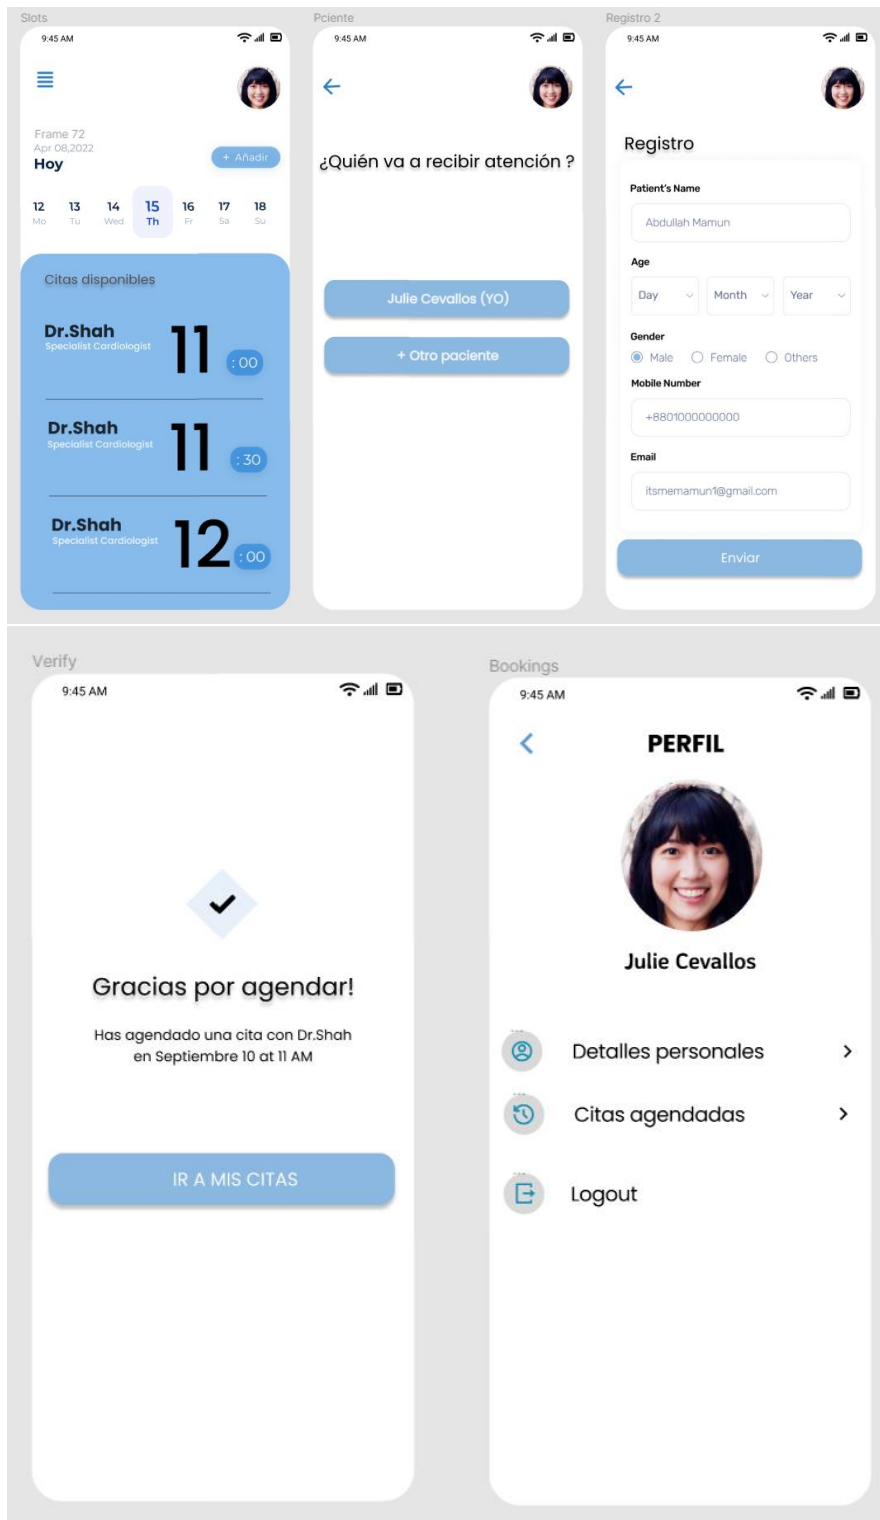 Slots
9:45 AM
Frame 72
Apr 08,2022
Hoy
+ Añadir
12 13 14 15 16 17 18
Mo Tu Wed Th Fr Sa Su
Citas disponibles
Dr.Shah
Specialist Cardiologist
11 : 00
Dr.Shah
Specialist Cardiologist
11 : 30
Dr.Shah
Specialist Cardiologist
12 : 00
Pciente
9:45 AM
¿Quién va a recibir atención ?
Julie Cevallos (YO)
+ Otro paciente
Registro 2
9:45 AM
Registro
Patient's Name
Abdullah Mamun
Age
Day Month Year
Gender
Male Female Others
Mobile Number
+8801000000000
Email
itsmemamun1@gmail.com
Enviar
Verify
9:45 AM
Gracias por agendar!
Has agendado una cita con Dr.Shah
en Septiembre 10 at 11 AM
IR A MIS CITAS
Bookings
9:45 AM
PERFIL
Julie Cevallos
Detalles personales
Citas agendadas
Logout